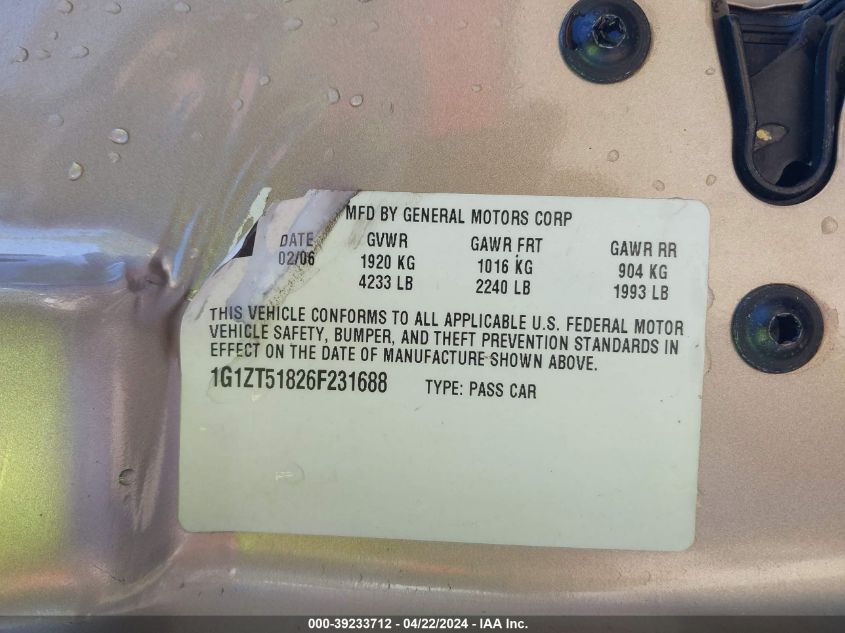 MFD BY GENERAL MOTORS CORP
DATE GVWR GAWR FRT GAWR RR
02/06 1920 KG 1016 KG 904 KG
4233 LB 2240 LB 1993 LB
THIS VEHICLE CONFORMS TO ALL APPLICABLE U.S. FEDERAL MOTOR
VEHICLE SAFETY, BUMPER, AND THEFT PREVENTION STANDARDS IN
EFFECT ON THE DATE OF MANUFACTURE SHOWN ABOVE.
1G1ZT51826F231688 TYPE: PASS CAR
000-39233712 - 04/22/2024 - IAA Inc.